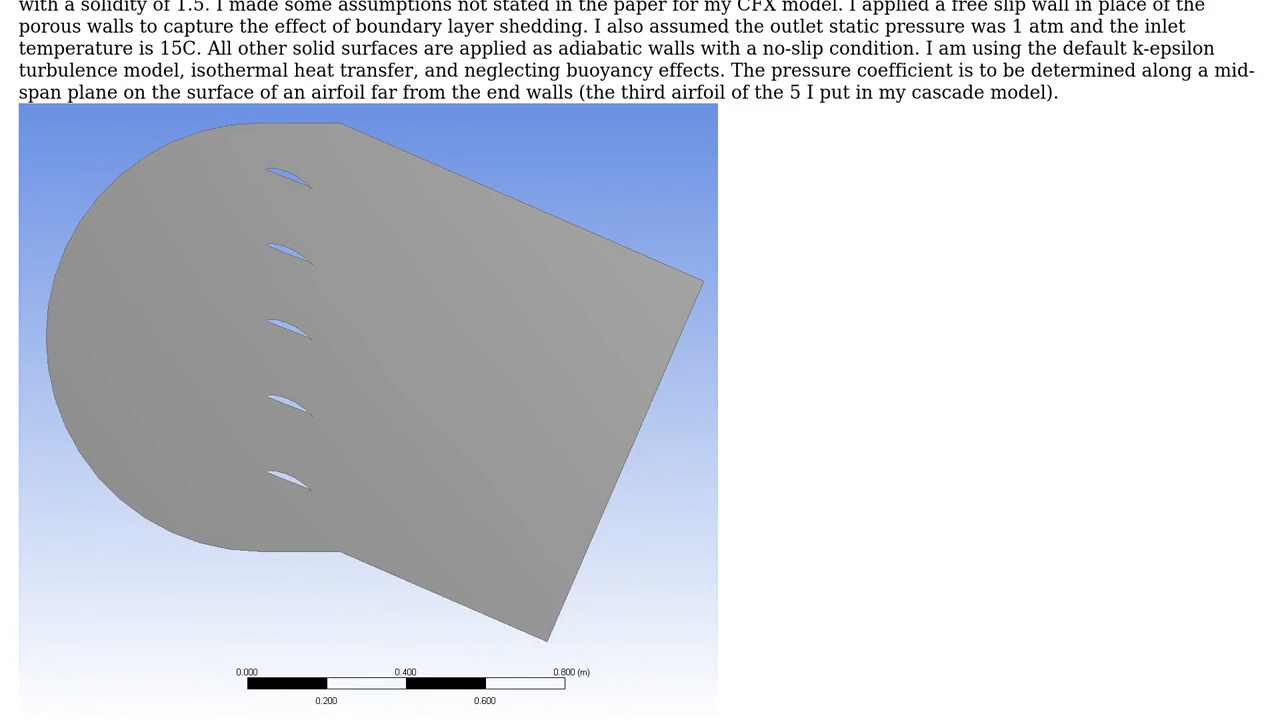 with a solidity of 1.5. I made some assumptions not stated in the paper for my CFX model. I applied a free slip wall in place of the
porous walls to capture the effect of boundary layer shedding. I also assumed the outlet static pressure was 1 atm and the inlet
temperature is 15C. All other solid surfaces are applied as adiabatic walls with a no-slip condition. I am using the default k-epsilon
turbulence model, isothermal heat transfer, and neglecting buoyancy effects. The pressure coefficient is to be determined along a mid-
span plane on the surface of an airfoil far from the end walls (the third airfoil of the 5 I put in my cascade model).
0.000 0.400 0.800 (m)
0.200 0.600